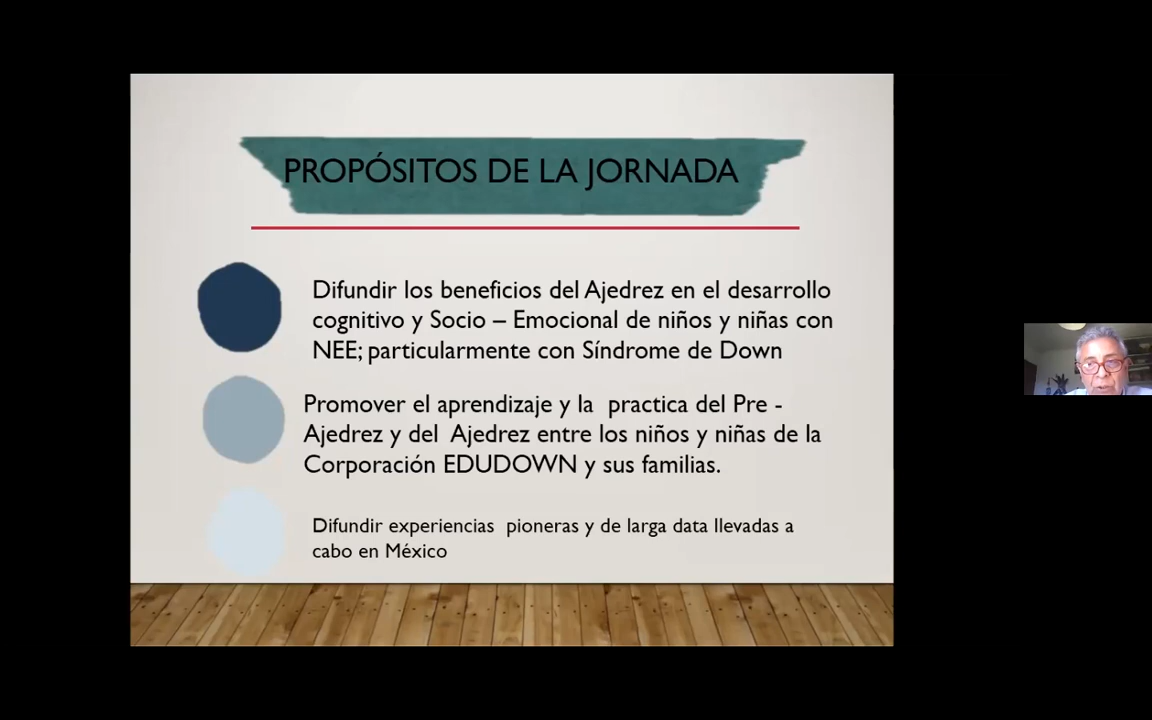 PROPÓSITOS DE LA JORNADA
Difundir los beneficios del Ajedrez en el desarrollo
cognitivo y Socio – Emocional de niños y niñas con
NEE; particularmente con Síndrome de Down
Promover el aprendizaje y la practica del Pre -
Ajedrez y del Ajedrez entre los niños y niñas de la
Corporación EDUDOWN y sus familias.
Difundir experiencias pioneras y de larga data llevadas a
cabo en México